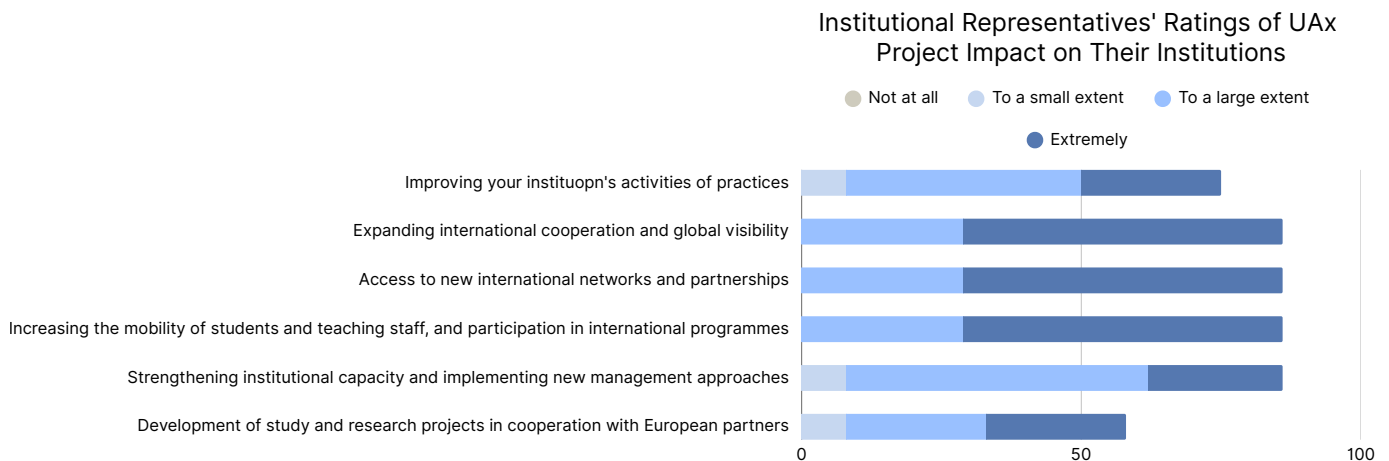 Institutional Representatives' Ratings of UAx
Project Impact on Their Institutions
Not at all
To a small extent
To a large extent
Extremely
Improving your instituopn's activities of practices
Expanding international cooperation and global visibility
Access to new international networks and partnerships
Increasing the mobility of students and teaching staff, and participation in international programmes
Strengthening institutional capacity and implementing new management approaches
Development of study and research projects in cooperation with European partners
0
50
100